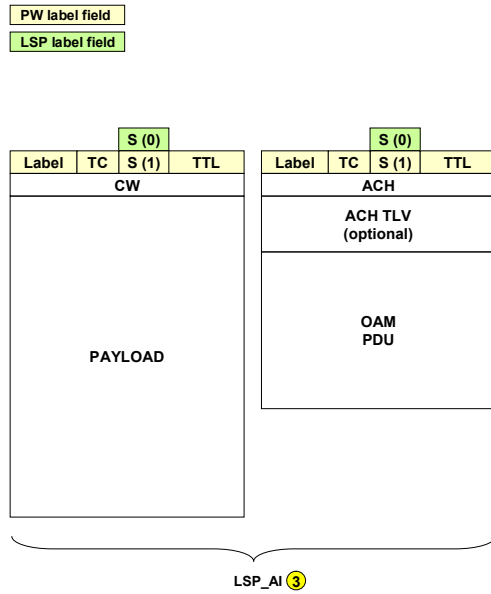 PW label field
LSP label field
S (0)
S (0)
Label TC S (1) TTL
Label TC S (1) TTL
CW
ACH
ACH TLV
(optional)
OAM
PDU
PAYLOAD
LSP_AI 3